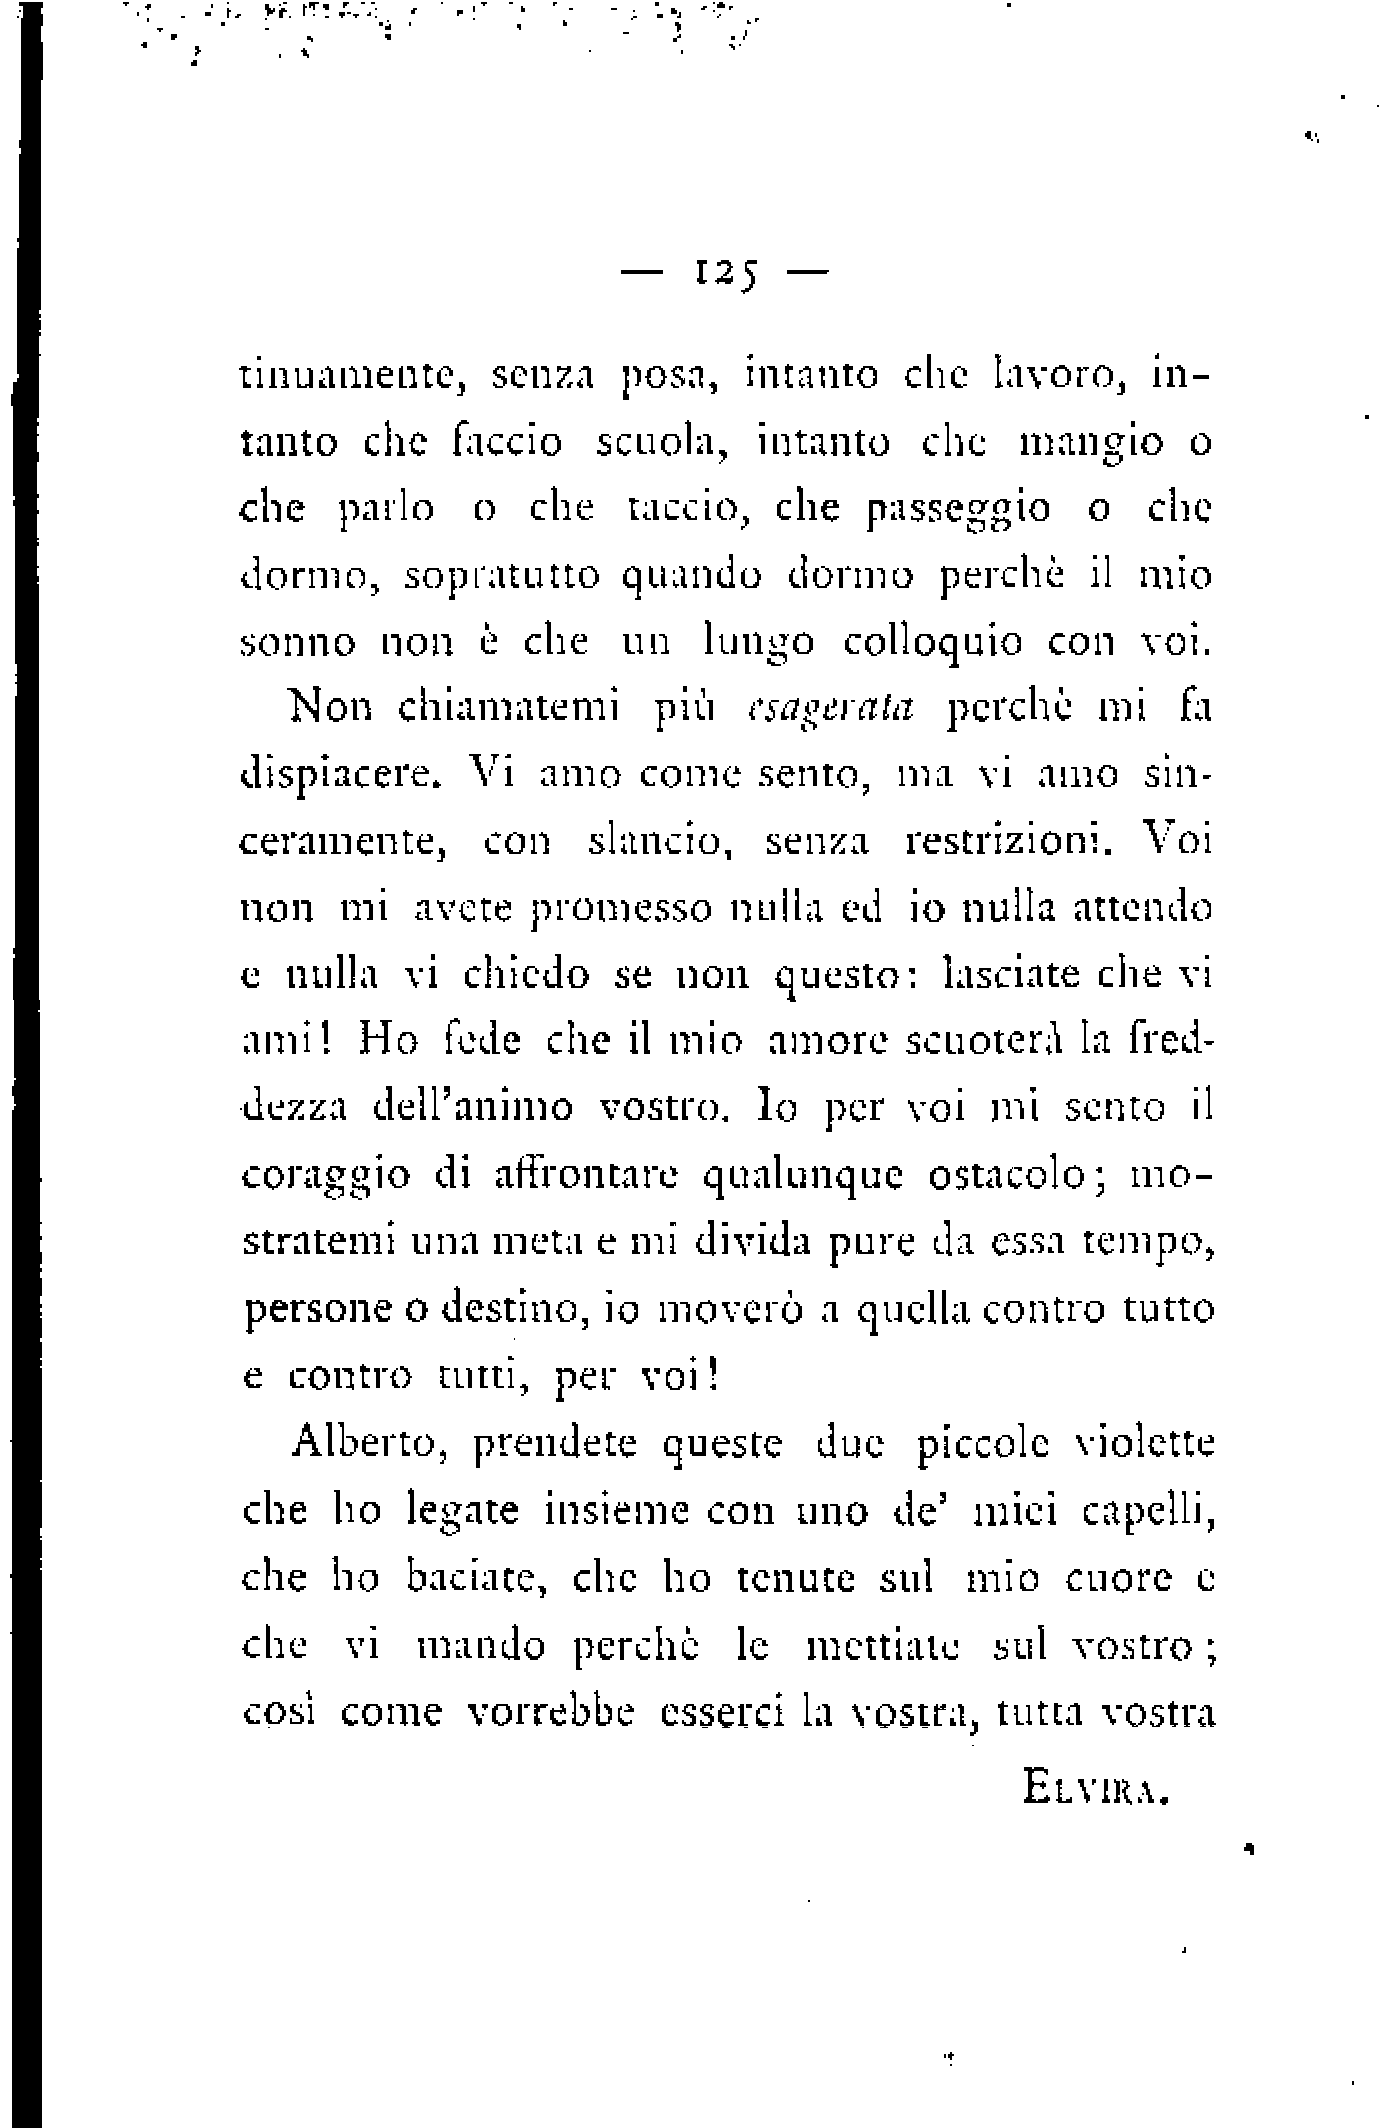 — 125 —
tinuamente, senza posa, intanto che lavoro, in-
tanto che faccio scuola, intanto che mangio o
che parlo o che taccio, che passeggio o che
dormo, sopratutto quando dormo perchè il mio
sonno non è che un lungo colloquio con voi.
Non chiamatemi più esagerata perchè mi fa
dispiacere. Vi amo come sento, ma vi amo sin-
ceramente, con slancio, senza restrizioni. Voi
non mi avete promesso nulla ed io nulla attendo
e nulla vi chiedo se non questo: lasciate che vi
ami! Ho fede che il mio amore scuoterà la fred-
dezza dell'animo vostro. Io per voi mi sento il
coraggio di affrontare qualunque ostacolo; mo-
stratemi una meta e mi divida pure da essa tempo,
persone o destino, io moverò a quella contro tutto
e contro tutti, per voi!
Alberto, prendete queste due piccole violette
che ho legate insieme con uno de' miei capelli,
che ho baciate, che ho tenute sul mio cuore e
che vi mando perchè le mettiate sul vostro;
così come vorrebbe esserci la vostra, tutta vostra
ELVIRA.